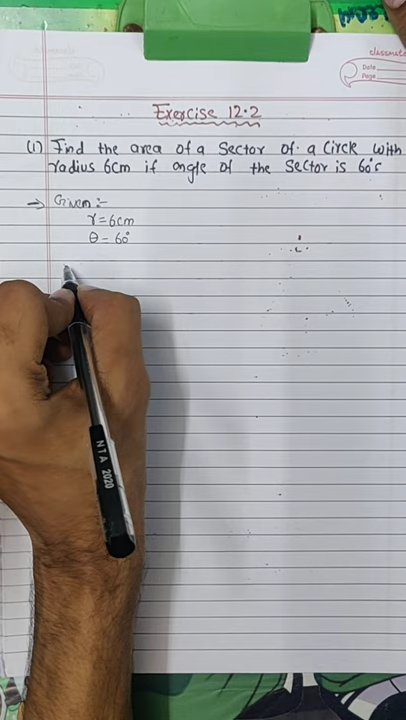 classmate
Date
Page
Exercise 12.2
(1) Find the area of a Sector of a Circle with
radius 6cm if angle of the Sector is 60°
→ Given :-
r = 6cm
θ = 60°
NTA 2020